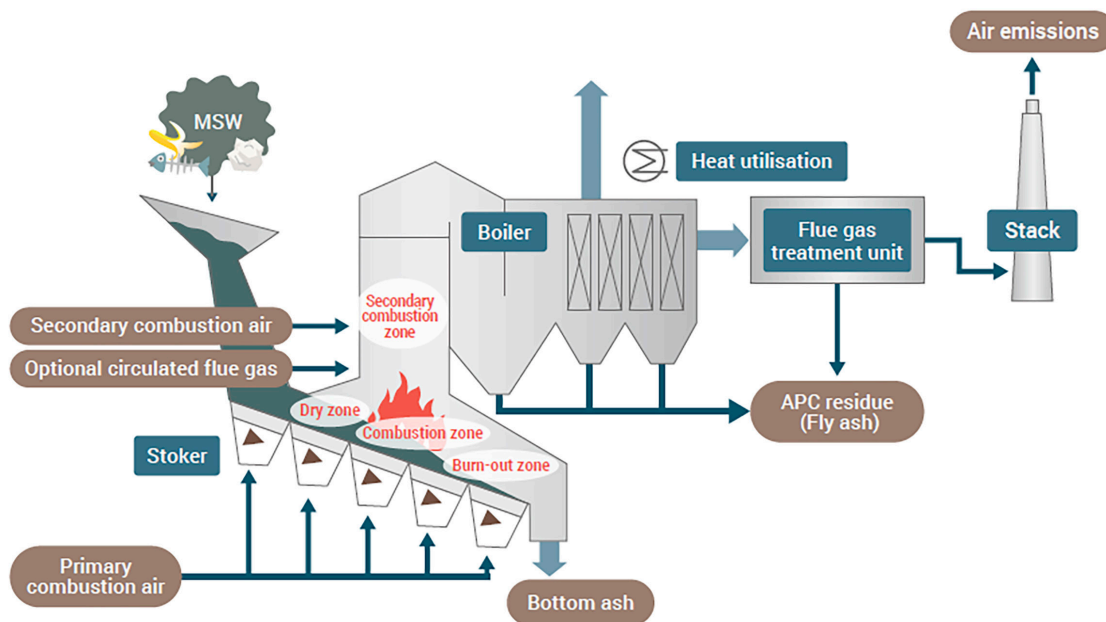 Air emissions
MSW
Heat utilisation
Boiler
Flue gas
treatment unit
Stack
Secondary
combustion
zone
Secondary combustion air
Optional circulated flue gas
Dry zone
Combustion zone
APC residue
(Fly ash)
Stoker
Burn-out zone
Primary
combustion air
Bottom ash